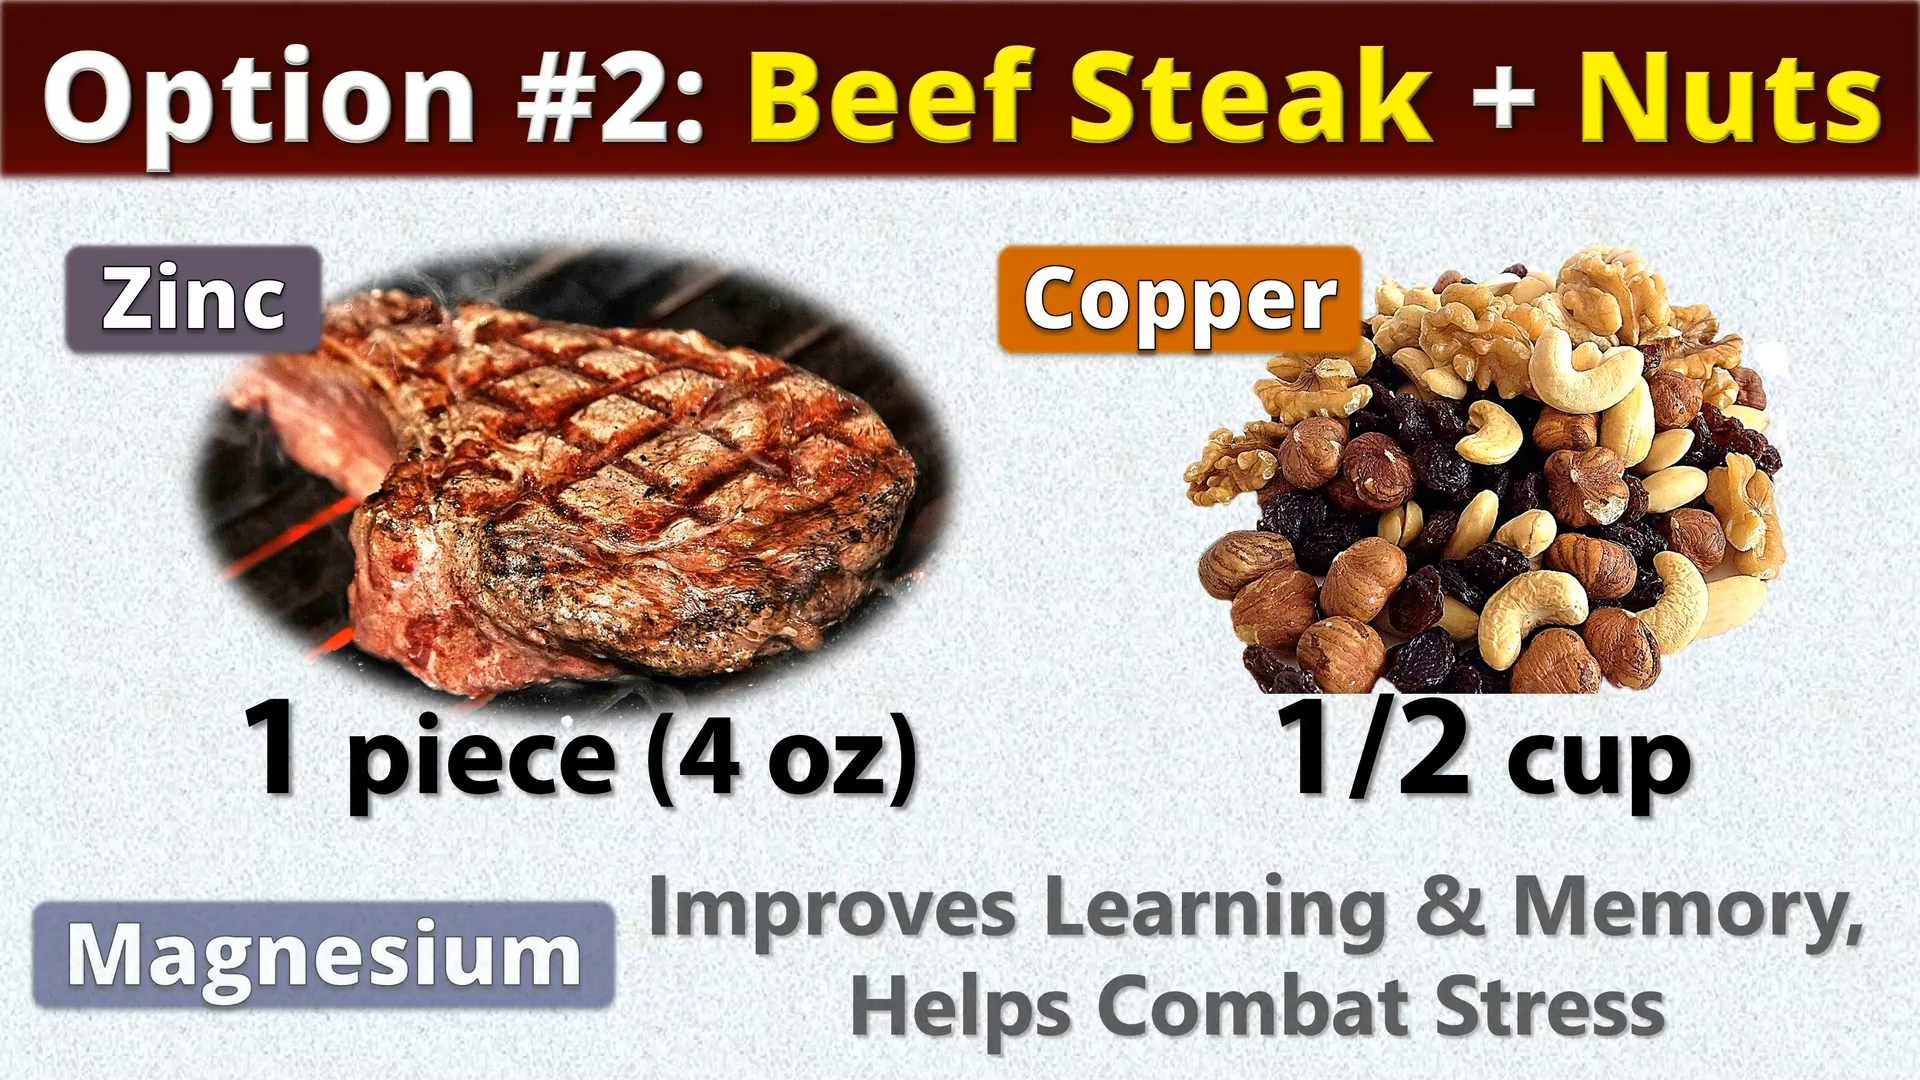 Option #2: Beef Steak + Nuts
Zinc
Copper
1 piece (4 oz)
1/2 cup
Magnesium
Improves Learning & Memory,
Helps Combat Stress